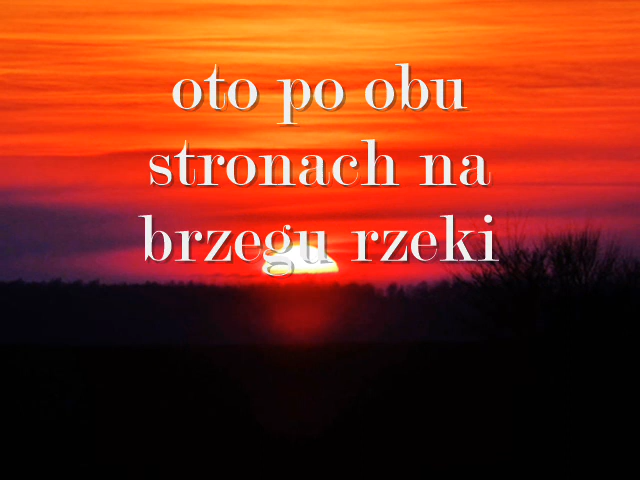 oto po obu
stronach na
brzegu rzeki